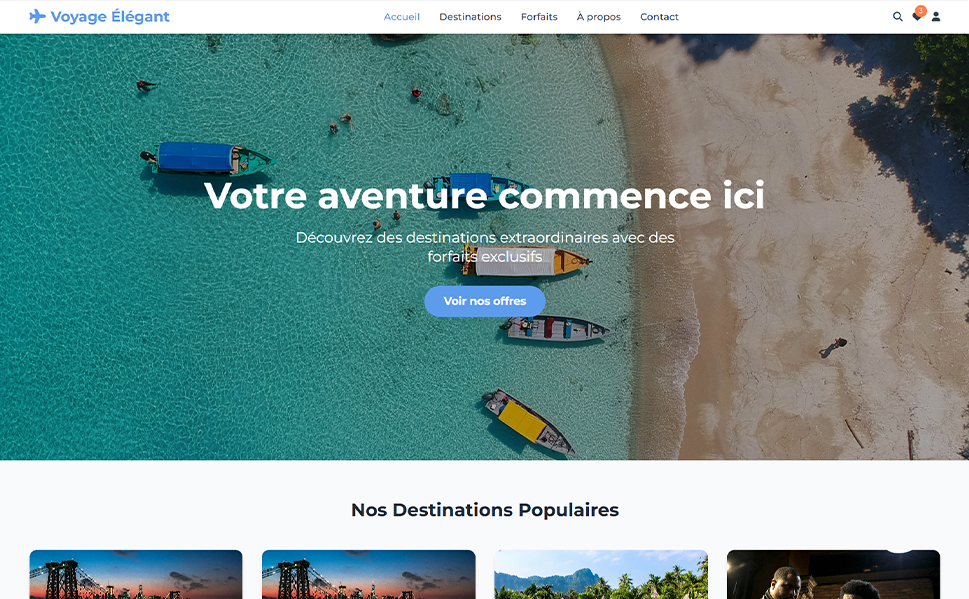 Voyage Élégant
Accueil
Destinations
Forfaits
À propos
Contact
3
Votre aventure commence ici
Découvrez des destinations extraordinaires avec des
forfaits exclusifs
Voir nos offres
Nos Destinations Populaires